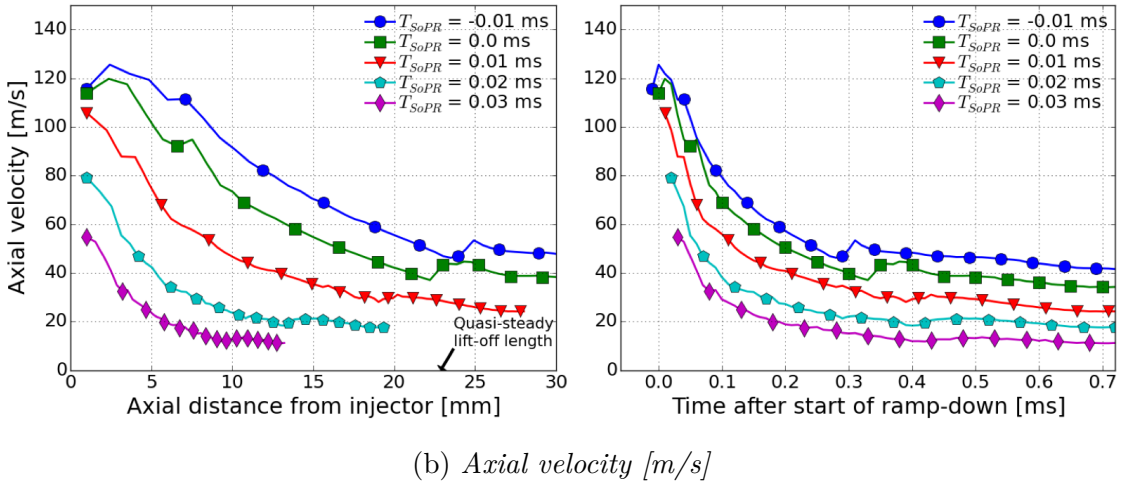 140
120
100
80
60
40
20
0
Axial velocity [m/s]
T_SoPR = -0.01 ms
T_SoPR = 0.0 ms
T_SoPR = 0.01 ms
T_SoPR = 0.02 ms
T_SoPR = 0.03 ms
Quasi-steady
lift-off length
0 5 10 15 20 25 30
Axial distance from injector [mm]
140
120
100
80
60
40
20
0
T_SoPR = -0.01 ms
T_SoPR = 0.0 ms
T_SoPR = 0.01 ms
T_SoPR = 0.02 ms
T_SoPR = 0.03 ms
0.0 0.1 0.2 0.3 0.4 0.5 0.6 0.7
Time after start of ramp-down [ms]
(b) Axial velocity [m/s]